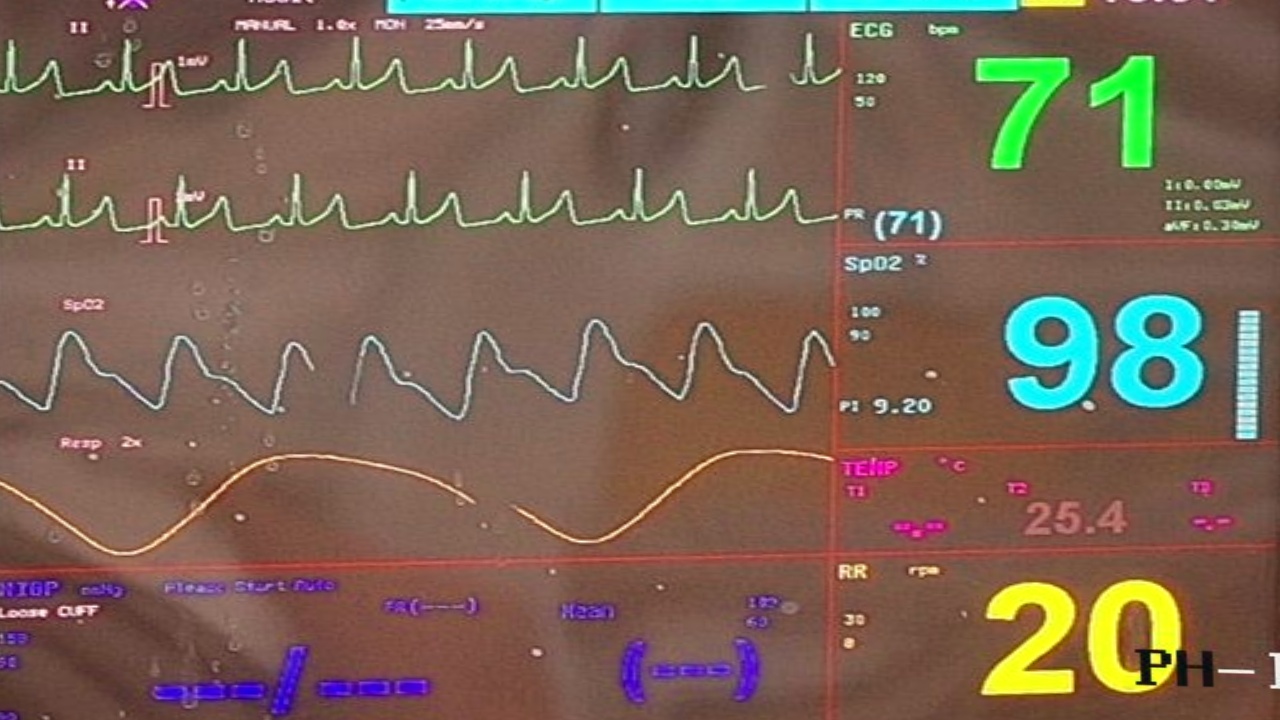 II
MANUAL 1.0x MON 25mm/s
1mV
ECG bpm
120
50
71
II
I:0.00mV
II:0.03mV
aVF:0.30mV
PR (71)
SpO2 %
SpO2
100
90
98
PI 9.20
Resp 2x
TEMP °C
T1 T2 T3
-.- 25.4 -.-
NIBP mmHg Please Start Auto
Loose CUFF
PR(---) Mean
---/--- (---)
RR rpm
30
8
20
PH-